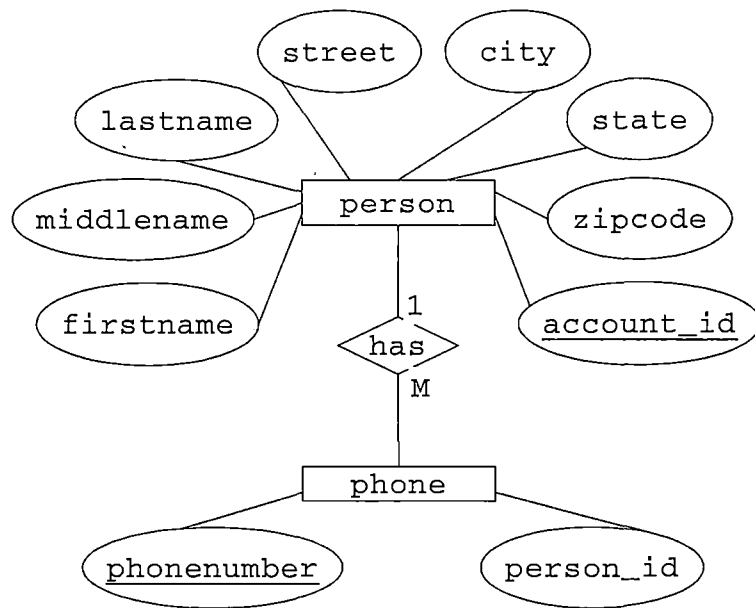 street
city
lastname
state
person
middlename
zipcode
firstname
1
account_id
has
M
phone
phonenumber
person_id